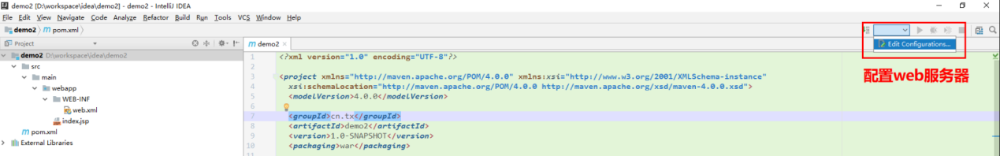 demo2 [D:\workspace\idea\demo2] - demo2 - IntelliJ IDEA
File Edit View Navigate Code Analyze Refactor Build Run Tools VCS Window Help
demo2 m pom.xml
Edit Configurations...
配置web服务器
Project
m demo2 ×
demo2 D:\workspace\idea\demo2
src
main
webapp
WEB-INF
web.xml
index.jsp
m pom.xml
External Libraries
1 <?xml version="1.0" encoding="UTF-8"?>
2
3 <project xmlns="http://maven.apache.org/POM/4.0.0" xmlns:xsi="http://www.w3.org/2001/XMLSchema-instance"
4 xsi:schemaLocation="http://maven.apache.org/POM/4.0.0 http://maven.apache.org/xsd/maven-4.0.0.xsd">
5 <modelVersion>4.0.0</modelVersion>
6
7 <groupId>cn.tx</groupId>
8 <artifactId>demo2</artifactId>
9 <version>1.0-SNAPSHOT</version>
10 <packaging>war</packaging>
11